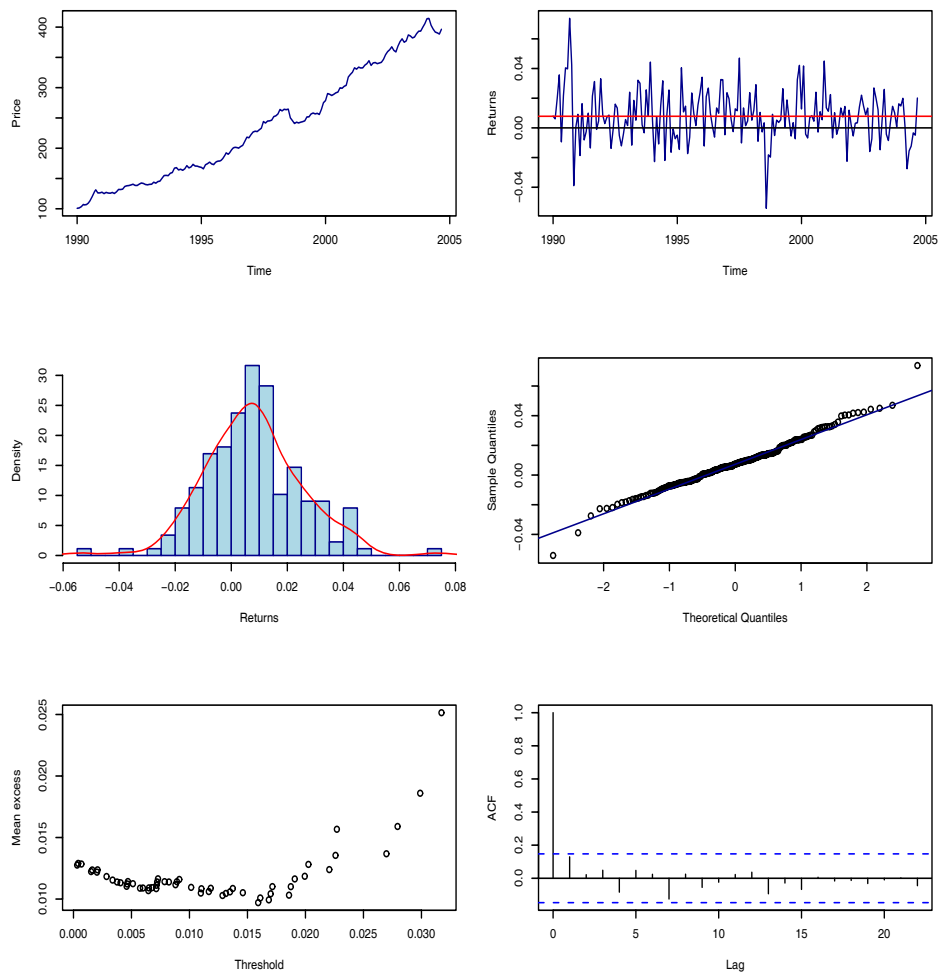 400
300
200
100
Price
1990 1995 2000 2005
Time
0.04
0.00
−0.04
Returns
1990 1995 2000 2005
Time
30
25
20
15
10
5
0
Density
−0.06 −0.04 −0.02 0.00 0.02 0.04 0.06 0.08
Returns
0.04
0.00
−0.04
Sample Quantiles
−2 −1 0 1 2
Theoretical Quantiles
0.025
0.020
0.015
0.010
Mean excess
0.000 0.005 0.010 0.015 0.020 0.025 0.030
Threshold
1.0
0.8
0.6
0.4
0.2
0.0
ACF
0 5 10 15 20
Lag